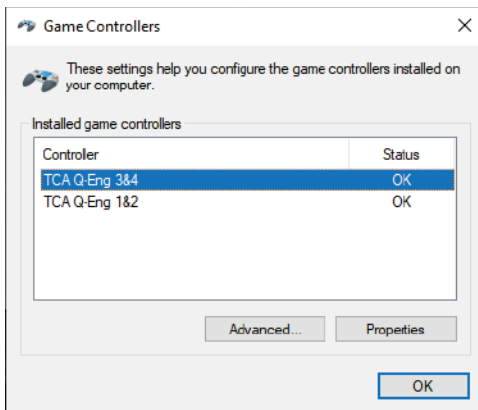 Game Controllers
These settings help you configure the game controllers installed on
your computer.
Installed game controllers
Controller Status
TCA Q-Eng 3&4 OK
TCA Q-Eng 1&2 OK
Advanced... Properties
OK